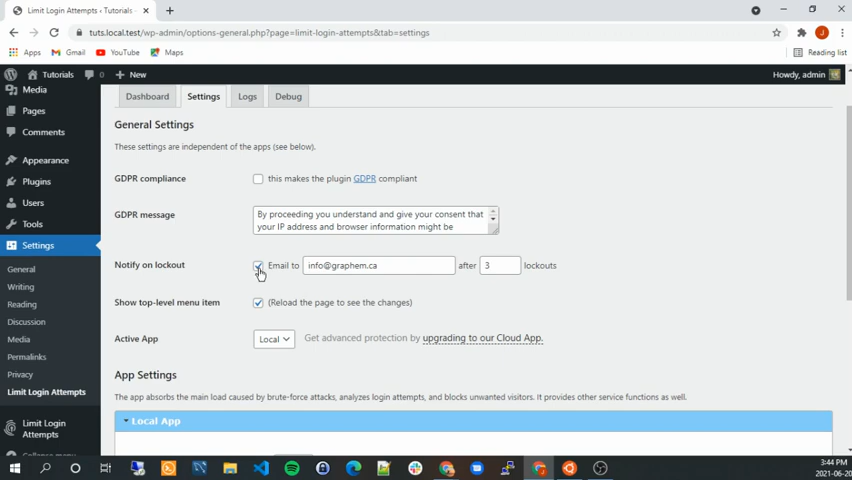 Limit Login Attempts ‹ Tutorials -
tuts.local.test/wp-admin/options-general.php?page=limit-login-attempts&tab=settings
Apps Gmail YouTube Maps Reading list
Tutorials 0 New Howdy, admin
Media
Pages
Comments
Appearance
Plugins
Users
Tools
Settings
General
Writing
Reading
Discussion
Media
Permalinks
Privacy
Limit Login Attempts
Limit Login
Attempts
Collapse menu
Dashboard Settings Logs Debug
General Settings
These settings are independent of the apps (see below).
GDPR compliance this makes the plugin GDPR compliant
GDPR message By proceeding you understand and give your consent that
your IP address and browser information might be
Notify on lockout Email to info@graphem.ca after 3 lockouts
Show top-level menu item (Reload the page to see the changes)
Active App Local Get advanced protection by upgrading to our Cloud App.
App Settings
The app absorbs the main load caused by brute-force attacks, analyzes login attempts, and blocks unwanted visitors. It provides other service functions as well.
Local App
3:44 PM
2021-06-20